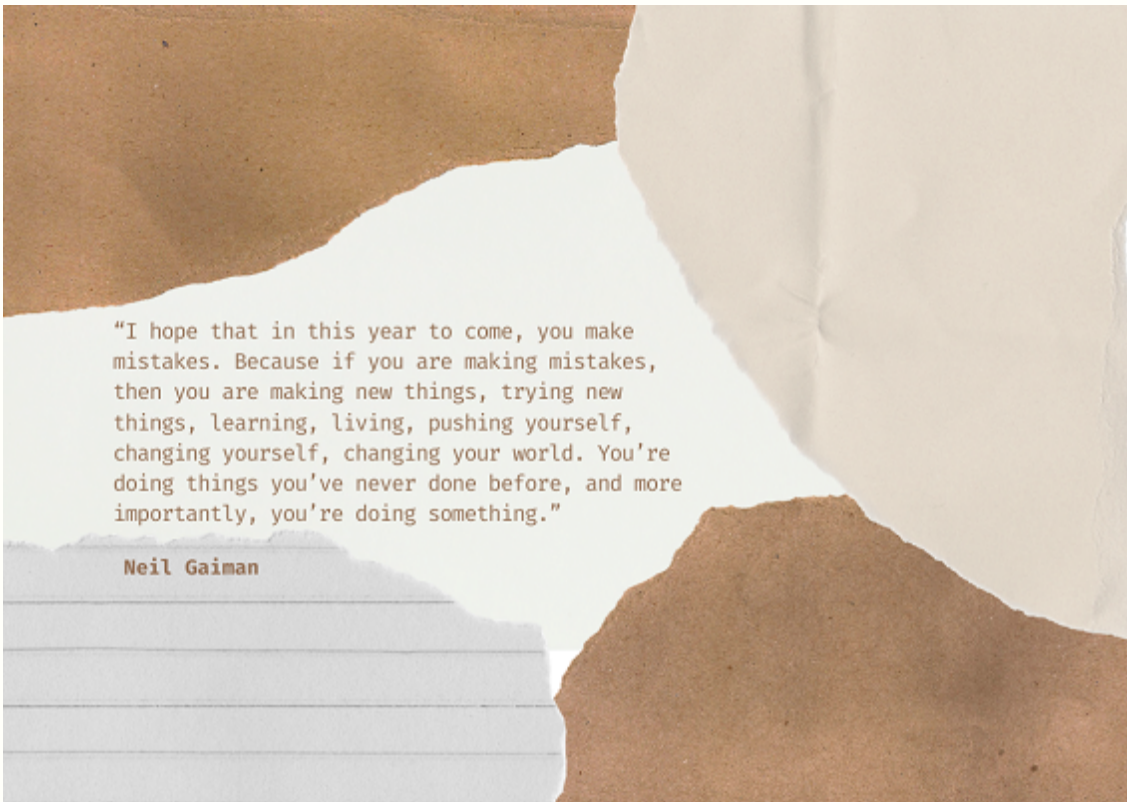 “I hope that in this year to come, you make
mistakes. Because if you are making mistakes,
then you are making new things, trying new
things, learning, living, pushing yourself,
changing yourself, changing your world. You’re
doing things you’ve never done before, and more
importantly, you’re doing something.”
Neil Gaiman